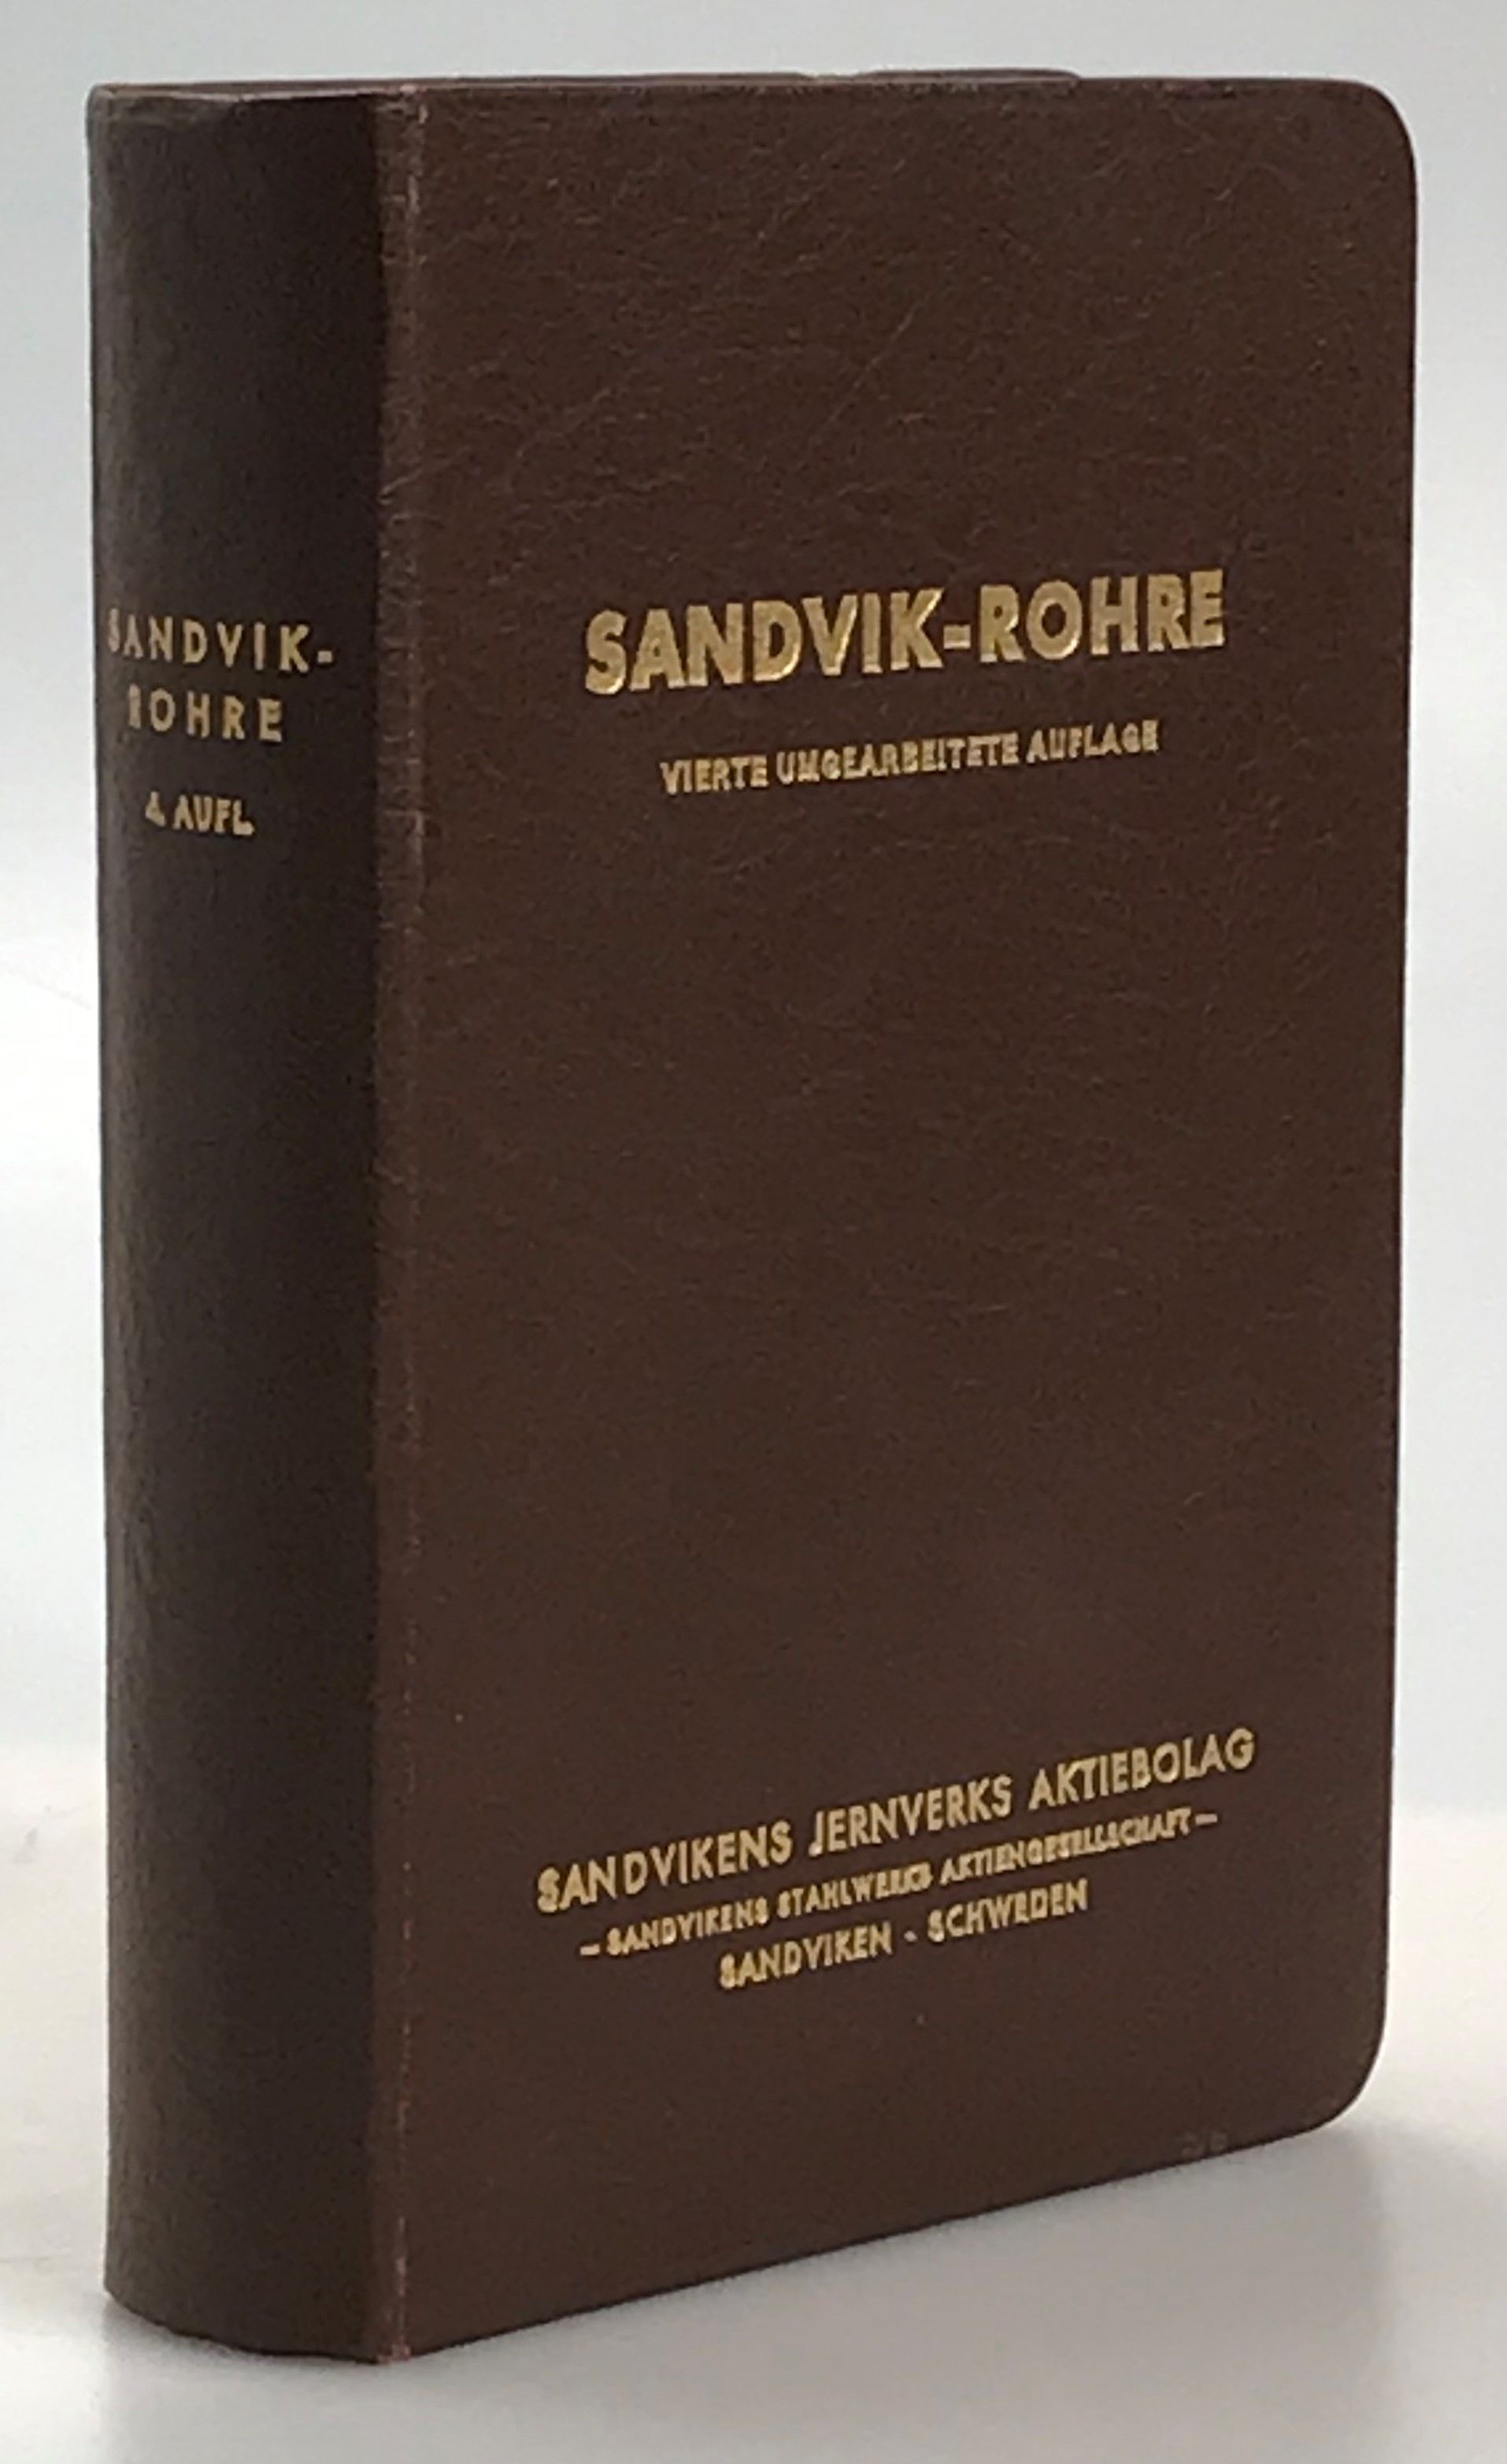 SANDVIK-
ROHRE
4. AUFL.
SANDVIK-ROHRE
VIERTE UMGEARBEITETE AUFLAGE
SANDVIKENS JERNVERKS AKTIEBOLAG
– SANDVIKENS STAHLWERKS AKTIENGESELLSCHAFT –
SANDVIKEN - SCHWEDEN